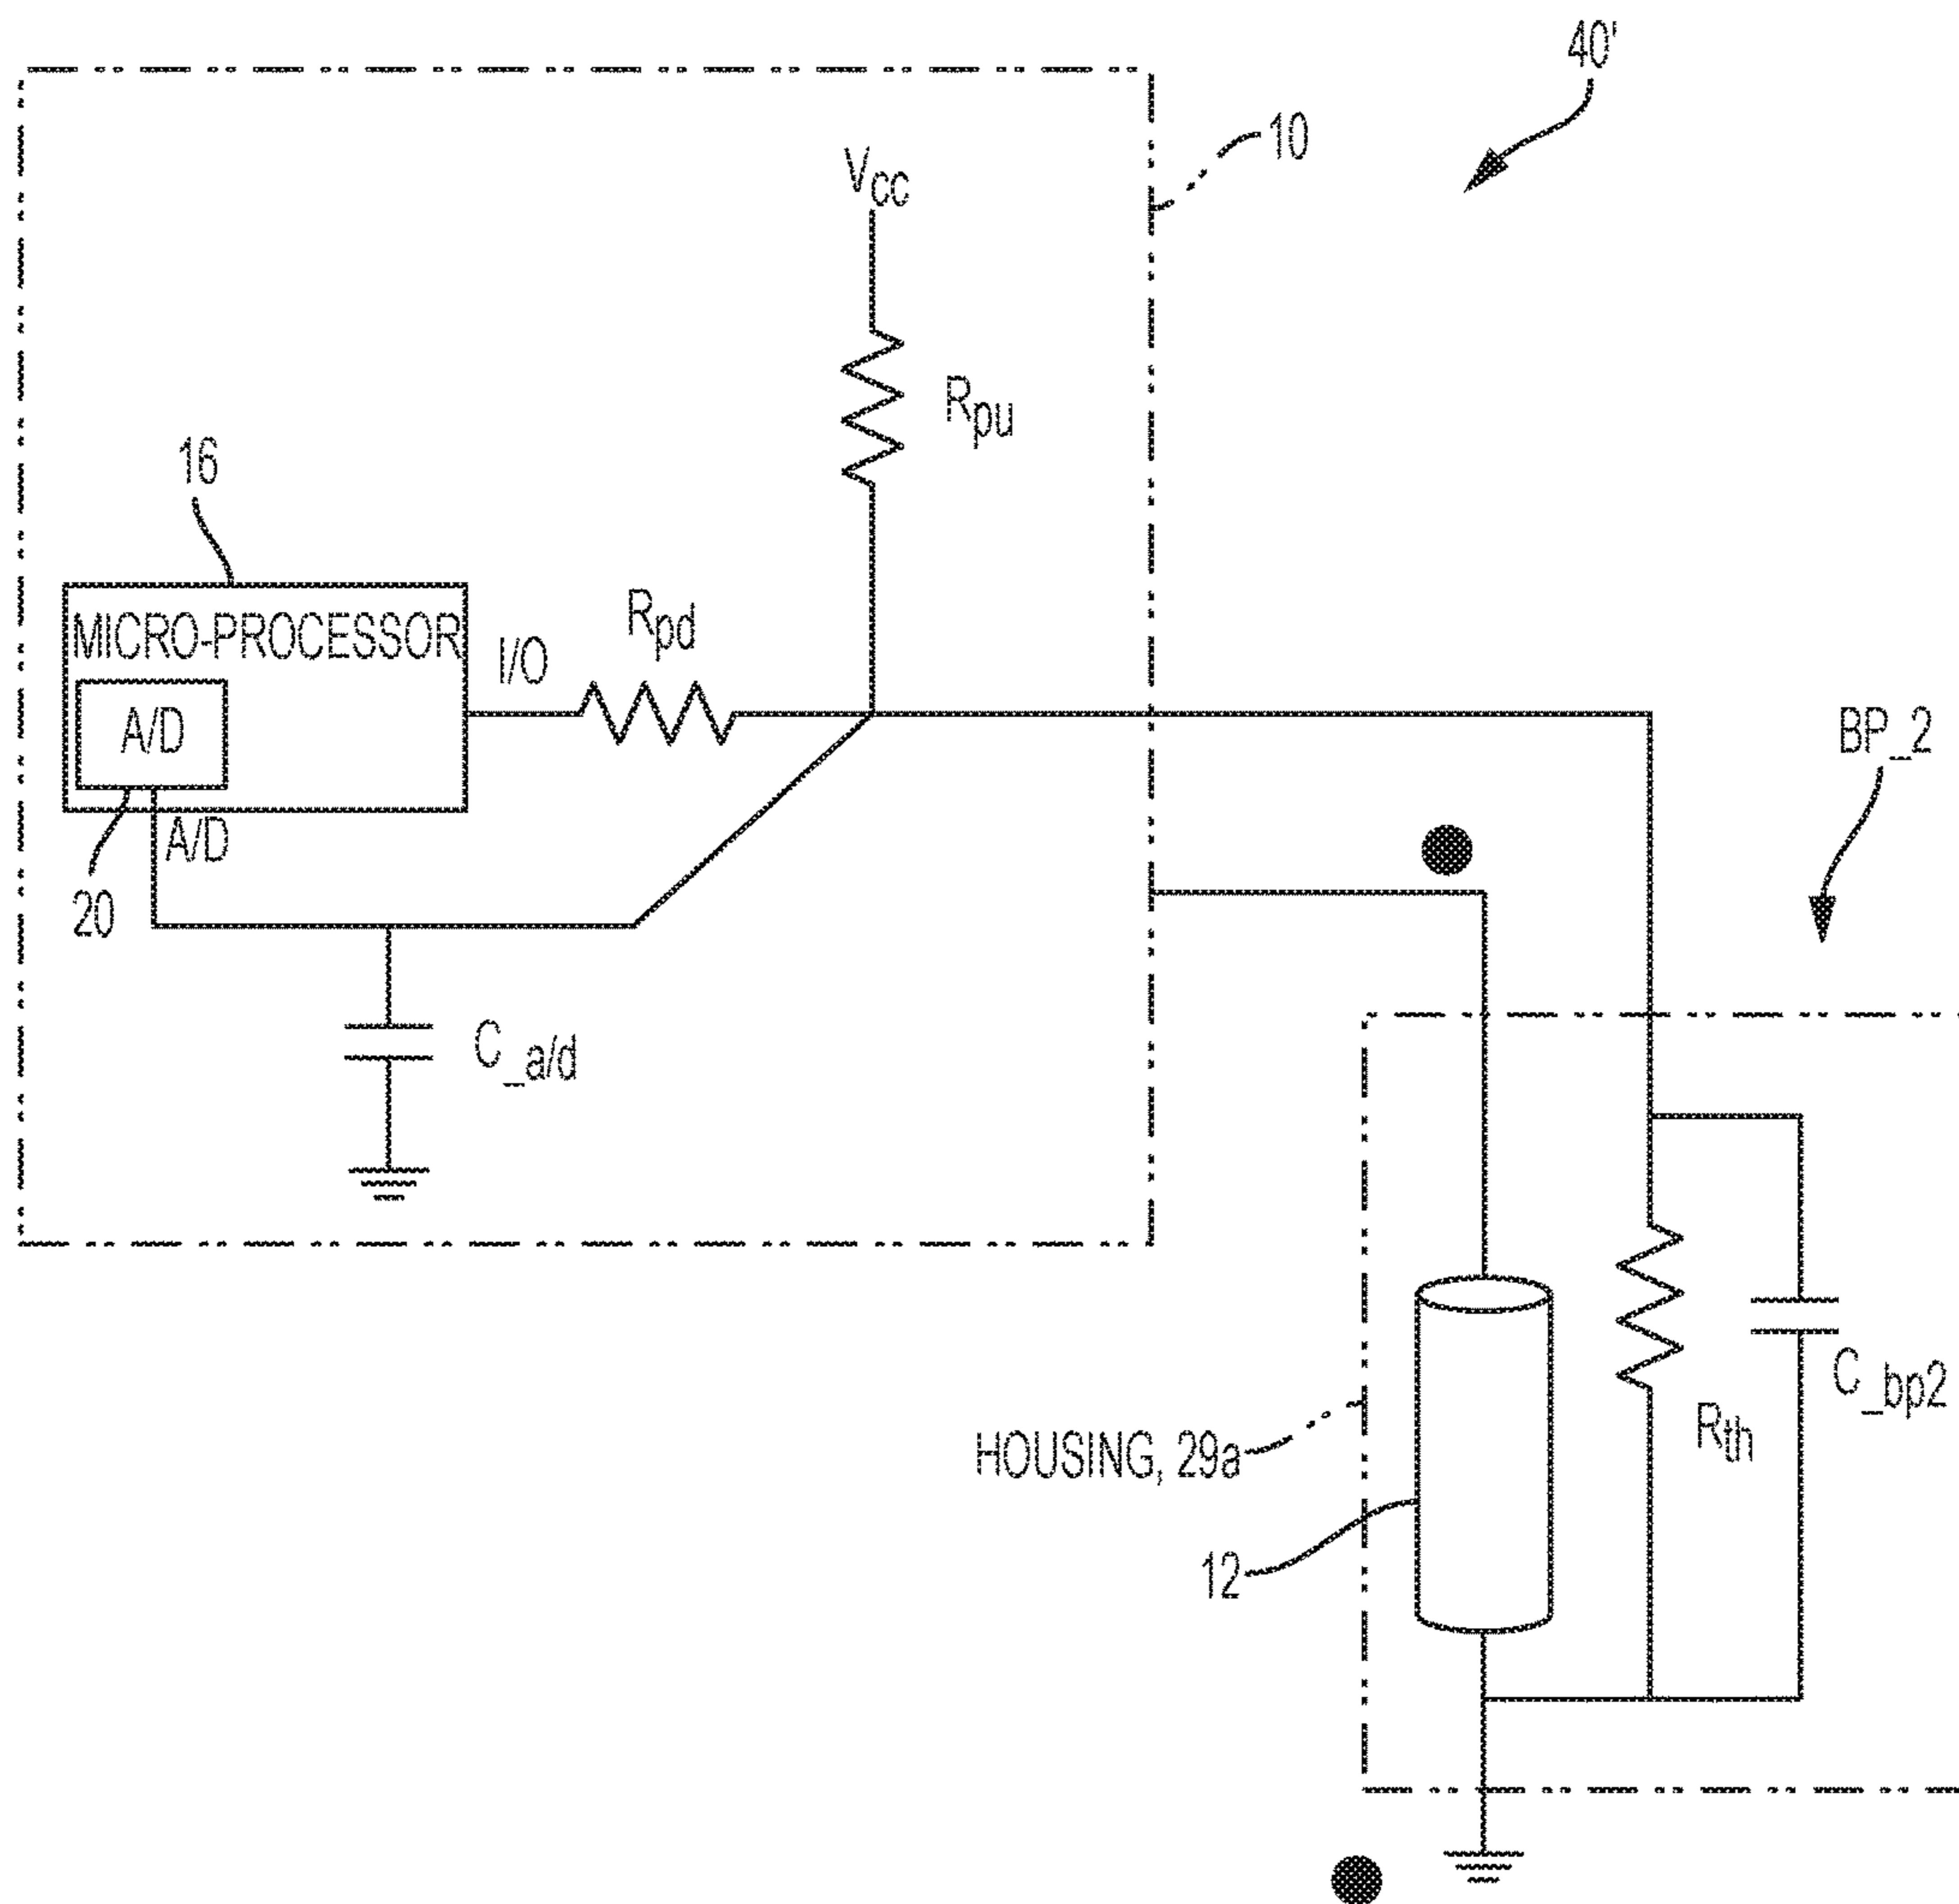 40'
10
Vcc
Rpu
16
MICRO-PROCESSOR
I/O
Rpd
A/D
A/D
20
BP_2
C_a/d
C_bp2
Rth
HOUSING, 29a
12